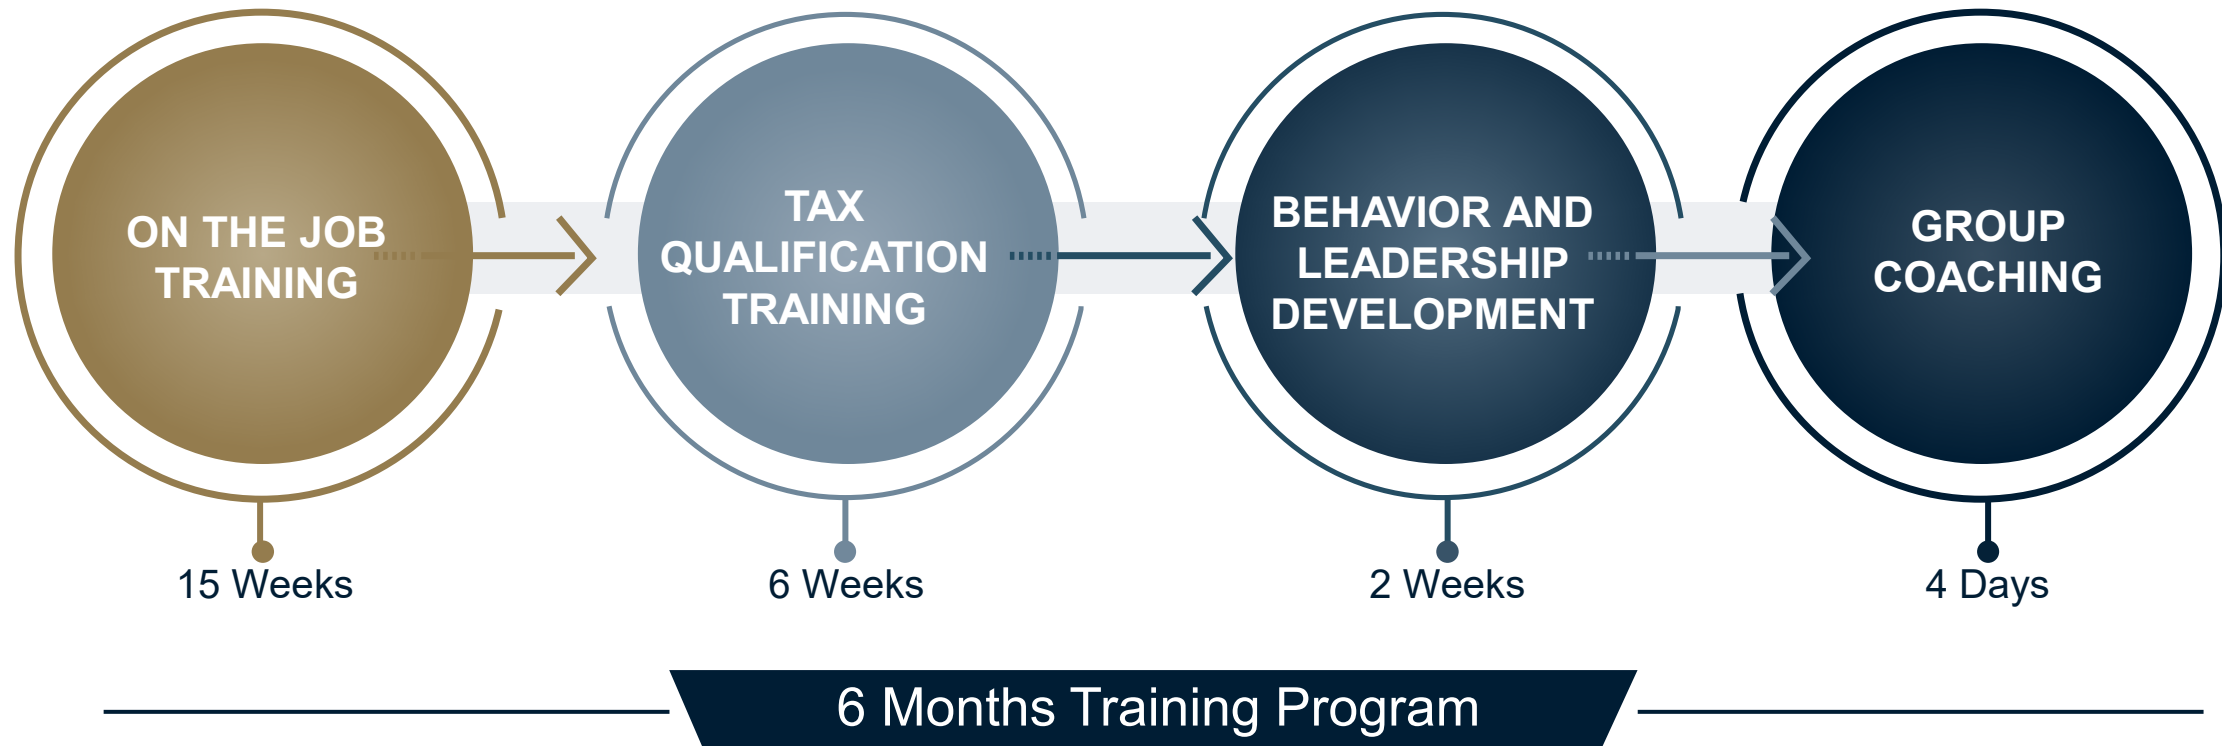 ON THE JOB
TRAINING
TAX
QUALIFICATION
TRAINING
BEHAVIOR AND
LEADERSHIP
DEVELOPMENT
GROUP
COACHING
15 Weeks
6 Weeks
2 Weeks
4 Days
6 Months Training Program